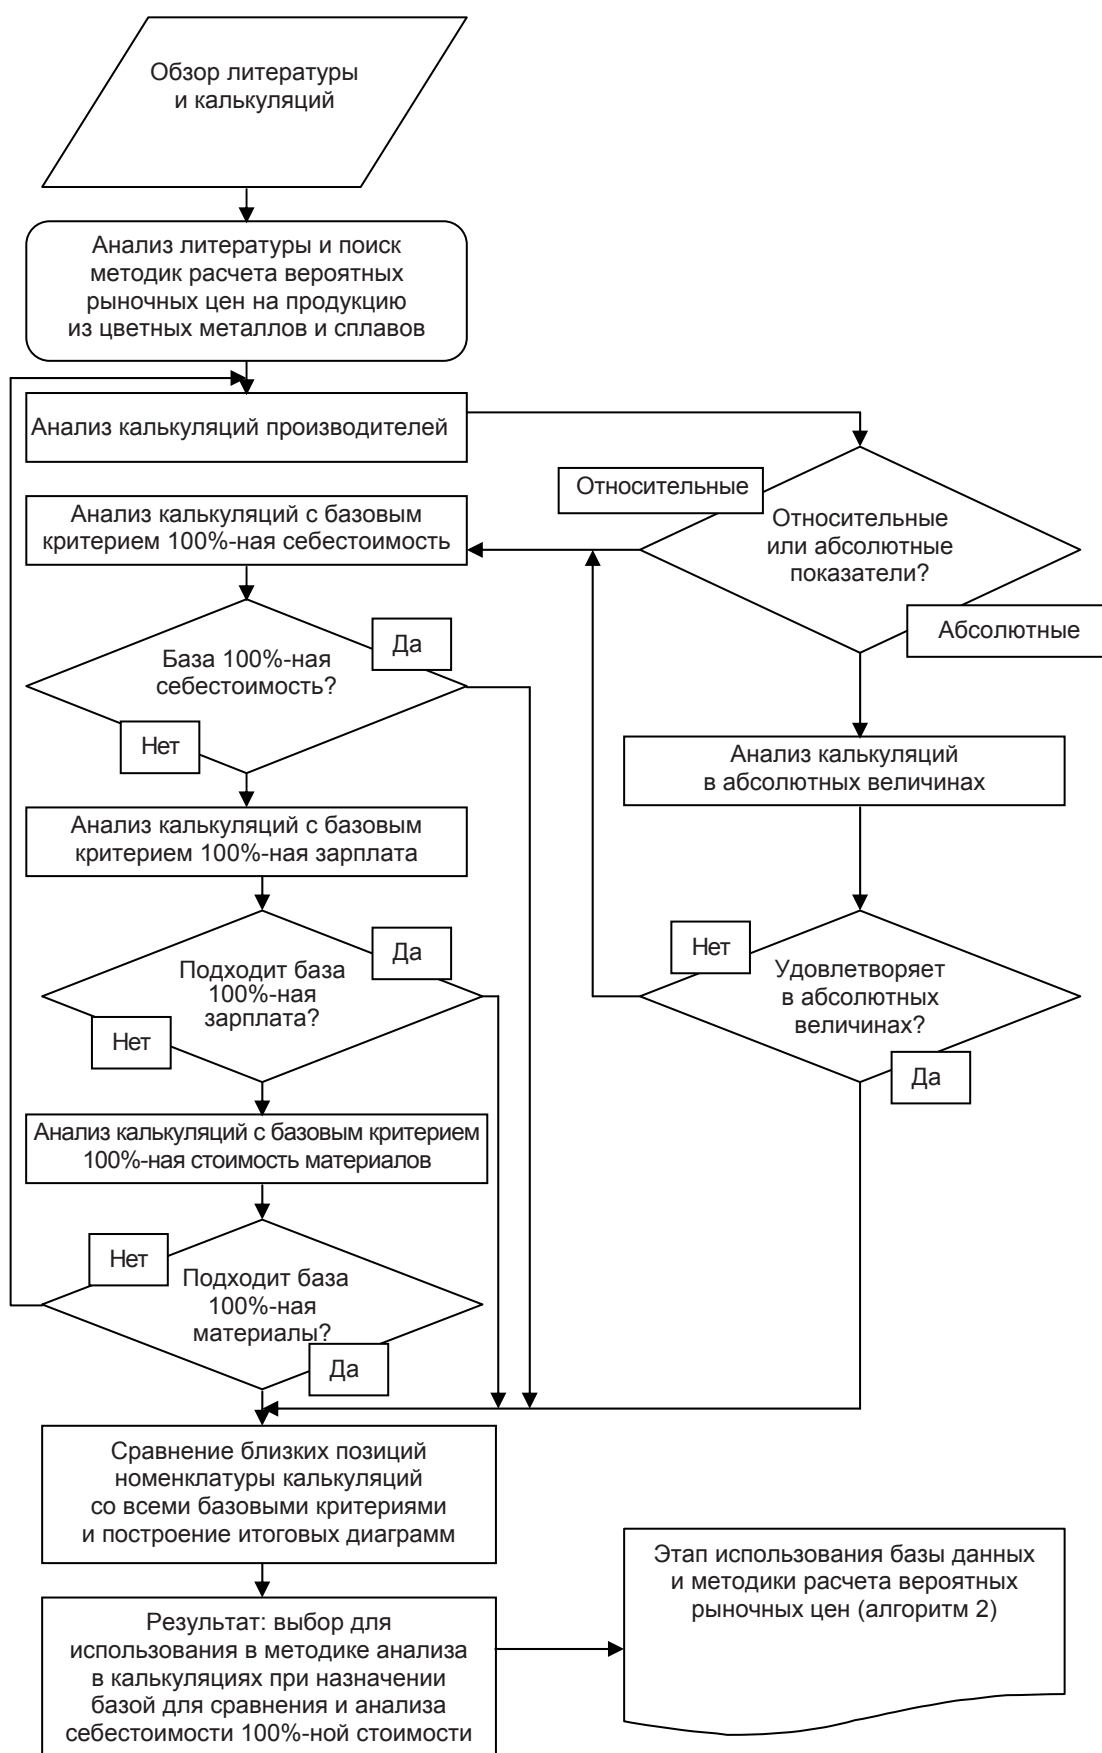 Обзор литературы
и калькуляций
Анализ литературы и поиск
методик расчета вероятных
рыночных цен на продукцию
из цветных металлов и сплавов
Анализ калькуляций производителей
Относительные
Относительные
или абсолютные
показатели?
Абсолютные
Анализ калькуляций с базовым
критерием 100%-ная себестоимость
Да
База 100%-ная
себестоимость?
Нет
Анализ калькуляций
в абсолютных величинах
Анализ калькуляций с базовым
критерием 100%-ная зарплата
Да
Подходит база
100%-ная
зарплата?
Нет
Нет
Удовлетворяет
в абсолютных
величинах?
Да
Анализ калькуляций с базовым критерием
100%-ная стоимость материалов
Нет
Подходит база
100%-ная
материалы?
Да
Сравнение близких позиций
номенклатуры калькуляций
со всеми базовыми критериями
и построение итоговых диаграмм
Этап использования базы данных
и методики расчета вероятных
рыночных цен (алгоритм 2)
Результат: выбор для
использования в методике анализа
в калькуляциях при назначении
базой для сравнения и анализа
себестоимости 100%-ной стоимости